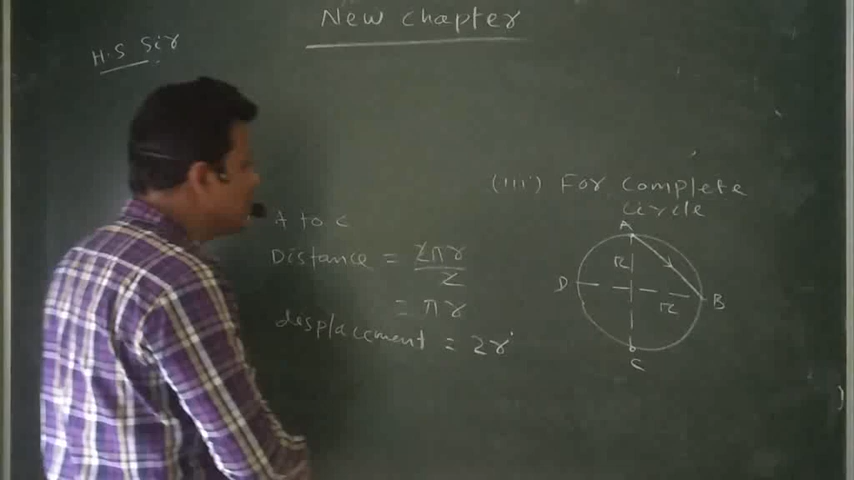 New chapter
H.S Sir
(iii) For complete
circle
A to C
Distance = 2πr
2
= πr
displacement = 2r
A
R
D
R
B
C